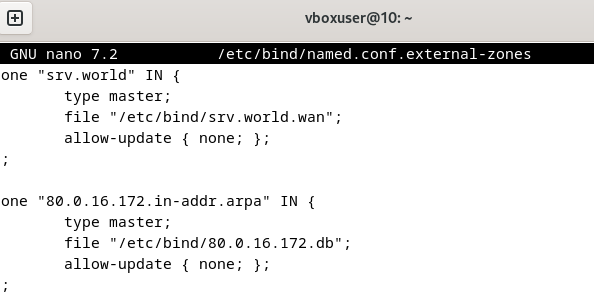 vboxuser@10: ~
GNU nano 7.2 /etc/bind/named.conf.external-zones
one "srv.world" IN {
type master;
file "/etc/bind/srv.world.wan";
allow-update { none; };
;
one "80.0.16.172.in-addr.arpa" IN {
type master;
file "/etc/bind/80.0.16.172.db";
allow-update { none; };
;